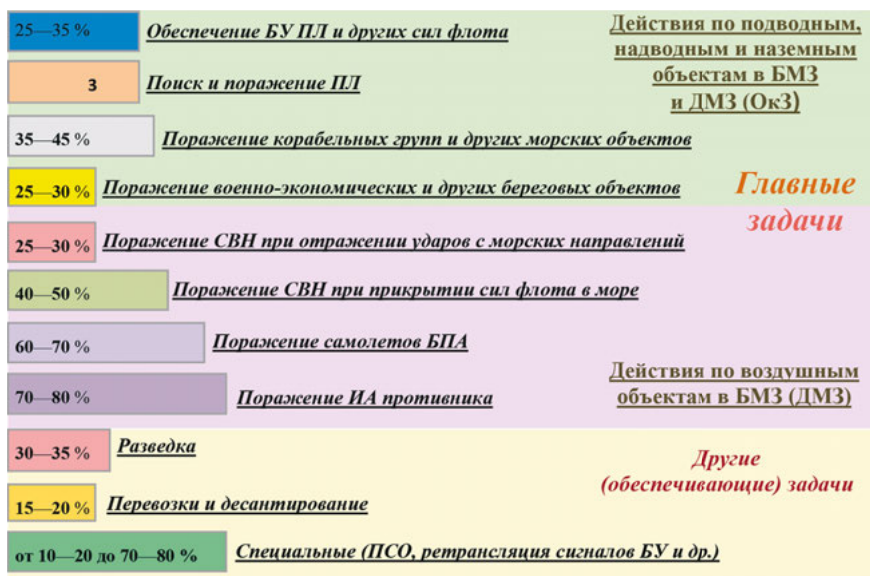 25—35 %
Обеспечение БУ ПЛ и других сил флота
Действия по подводным,
надводным и наземным
объектам в БМЗ
и ДМЗ (ОкЗ)
3
Поиск и поражение ПЛ
35—45 %
Поражение корабельных групп и других морских объектов
25—30 %
Поражение военно-экономических и других береговых объектов
Главные
задачи
25—30 %
Поражение СВН при отражении ударов с морских направлений
40—50 %
Поражение СВН при прикрытии сил флота в море
60—70 %
Поражение самолетов БПА
70—80 %
Поражение ИА противника
Действия по воздушным
объектам в БМЗ (ДМЗ)
30—35 %
Разведка
Другие
(обеспечивающие) задачи
15—20 %
Перевозки и десантирование
от 10—20 до 70—80 %
Специальные (ПСО, ретрансляция сигналов БУ и др.)